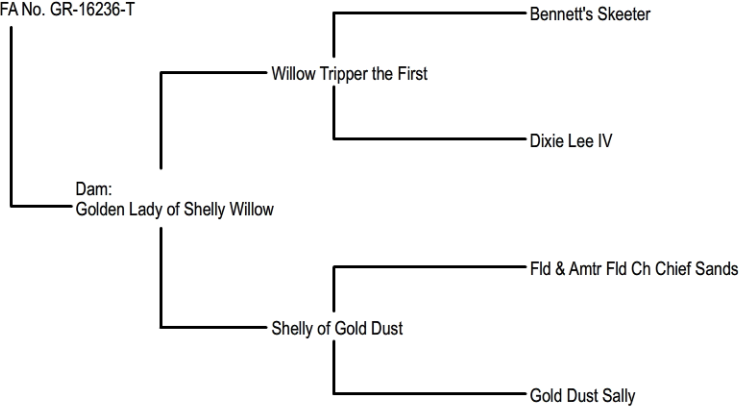 FA No. GR-16236-T
Bennett's Skeeter
Willow Tripper the First
Dixie Lee IV
Dam:
Golden Lady of Shelly Willow
Fld & Amtr Fld Ch Chief Sands
Shelly of Gold Dust
Gold Dust Sally